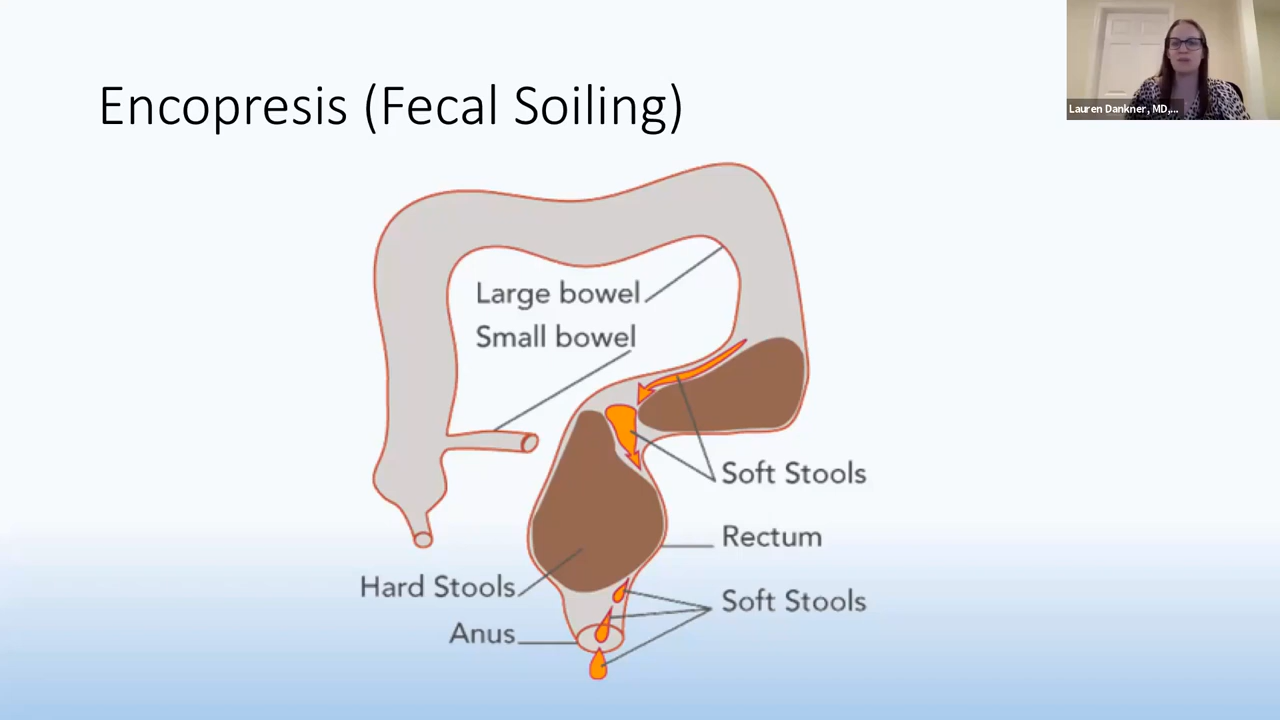 Encopresis (Fecal Soiling)
Lauren Dankner, MD,...
Large bowel
Small bowel
Soft Stools
Rectum
Hard Stools
Soft Stools
Anus